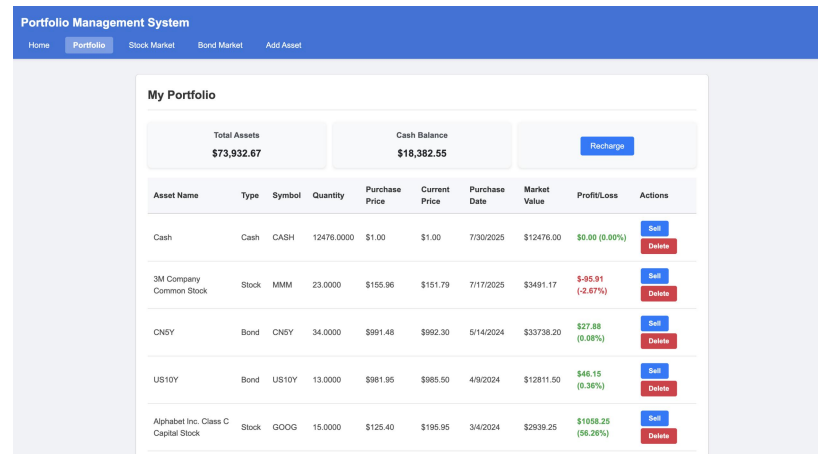 Portfolio Management System
Home Portfolio Stock Market Bond Market Add Asset
My Portfolio
Total Assets Cash Balance
$73,932.67 $18,382.55 Recharge
Asset Name Type Symbol Quantity Purchase Price Current Price Purchase Date Market Value Profit/Loss Actions
Cash Cash CASH 12476.0000 $1.00 $1.00 7/30/2025 $12476.00 $0.00 (0.00%) Sell Delete
3M Company Common Stock Stock MMM 23.0000 $155.96 $151.79 7/17/2025 $3491.17 $-95.91 (-2.67%) Sell Delete
CN5Y Bond CN5Y 34.0000 $991.48 $992.30 5/14/2024 $33738.20 $27.88 (0.08%) Sell Delete
US10Y Bond US10Y 13.0000 $981.95 $985.50 4/9/2024 $12811.50 $46.15 (0.36%) Sell Delete
Alphabet Inc. Class C Capital Stock Stock GOOG 15.0000 $125.40 $195.95 3/4/2024 $2939.25 $1058.25 (56.26%) Sell Delete